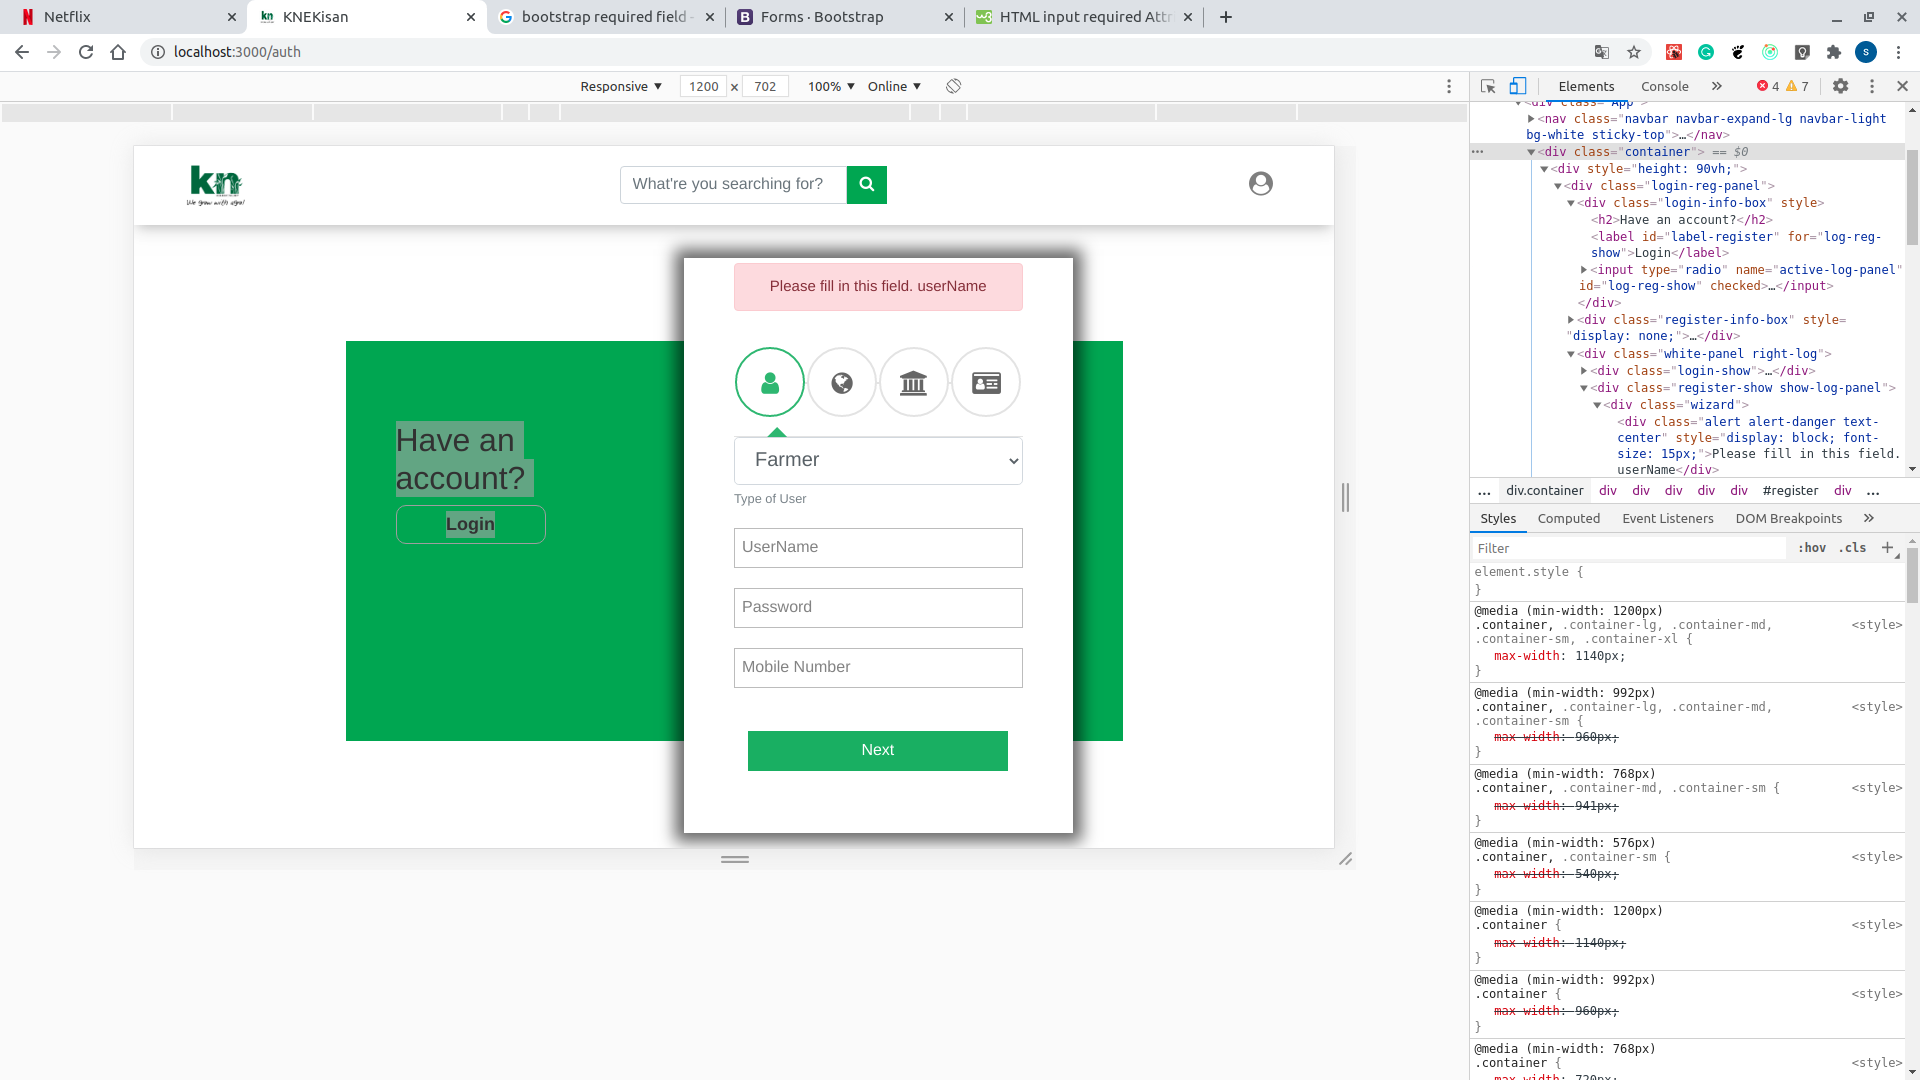 Netflix
KNEKisan
bootstrap required field -
Forms · Bootstrap
HTML input required Attr
localhost:3000/auth
Responsive ▼ 1200 × 702 100% ▼ Online ▼
Elements Console » 4 7
kn
We grow with agro!
What're you searching for?
Please fill in this field. userName
Have an
account?
Login
Farmer
Type of User
UserName
Password
Mobile Number
Next
<div class="App">
<nav class="navbar navbar-expand-lg navbar-light
bg-white sticky-top">…</nav>
<div class="container"> == $0
<div style="height: 90vh;">
<div class="login-reg-panel">
<div class="login-info-box" style>
<h2>Have an account?</h2>
<label id="label-register" for="log-reg-
show">Login</label>
<input type="radio" name="active-log-panel"
id="log-reg-show" checked>…</input>
</div>
<div class="register-info-box" style=
"display: none;">…</div>
<div class="white-panel right-log">
<div class="login-show">…</div>
<div class="register-show show-log-panel">
<div class="wizard">
<div class="alert alert-danger text-
center" style="display: block; font-
size: 15px;">Please fill in this field.
userName</div>
... div.container div div div div div #register div ...
Styles Computed Event Listeners DOM Breakpoints »
Filter :hov .cls +
element.style {
}
@media (min-width: 1200px)
.container, .container-lg, .container-md, <style>
.container-sm, .container-xl {
max-width: 1140px;
}
@media (min-width: 992px)
.container, .container-lg, .container-md, <style>
.container-sm {
max-width: 960px;
}
@media (min-width: 768px)
.container, .container-md, .container-sm { <style>
max-width: 941px;
}
@media (min-width: 576px)
.container, .container-sm { <style>
max-width: 540px;
}
@media (min-width: 1200px)
.container { <style>
max-width: 1140px;
}
@media (min-width: 992px)
.container { <style>
max-width: 960px;
}
@media (min-width: 768px)
.container { <style>
max-width: 720px;